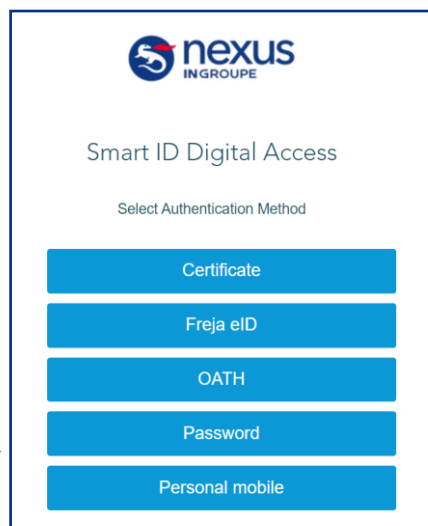 nexus
INGROUPE
Smart ID Digital Access
Select Authentication Method
Certificate
Freja eID
OATH
Password
Personal mobile